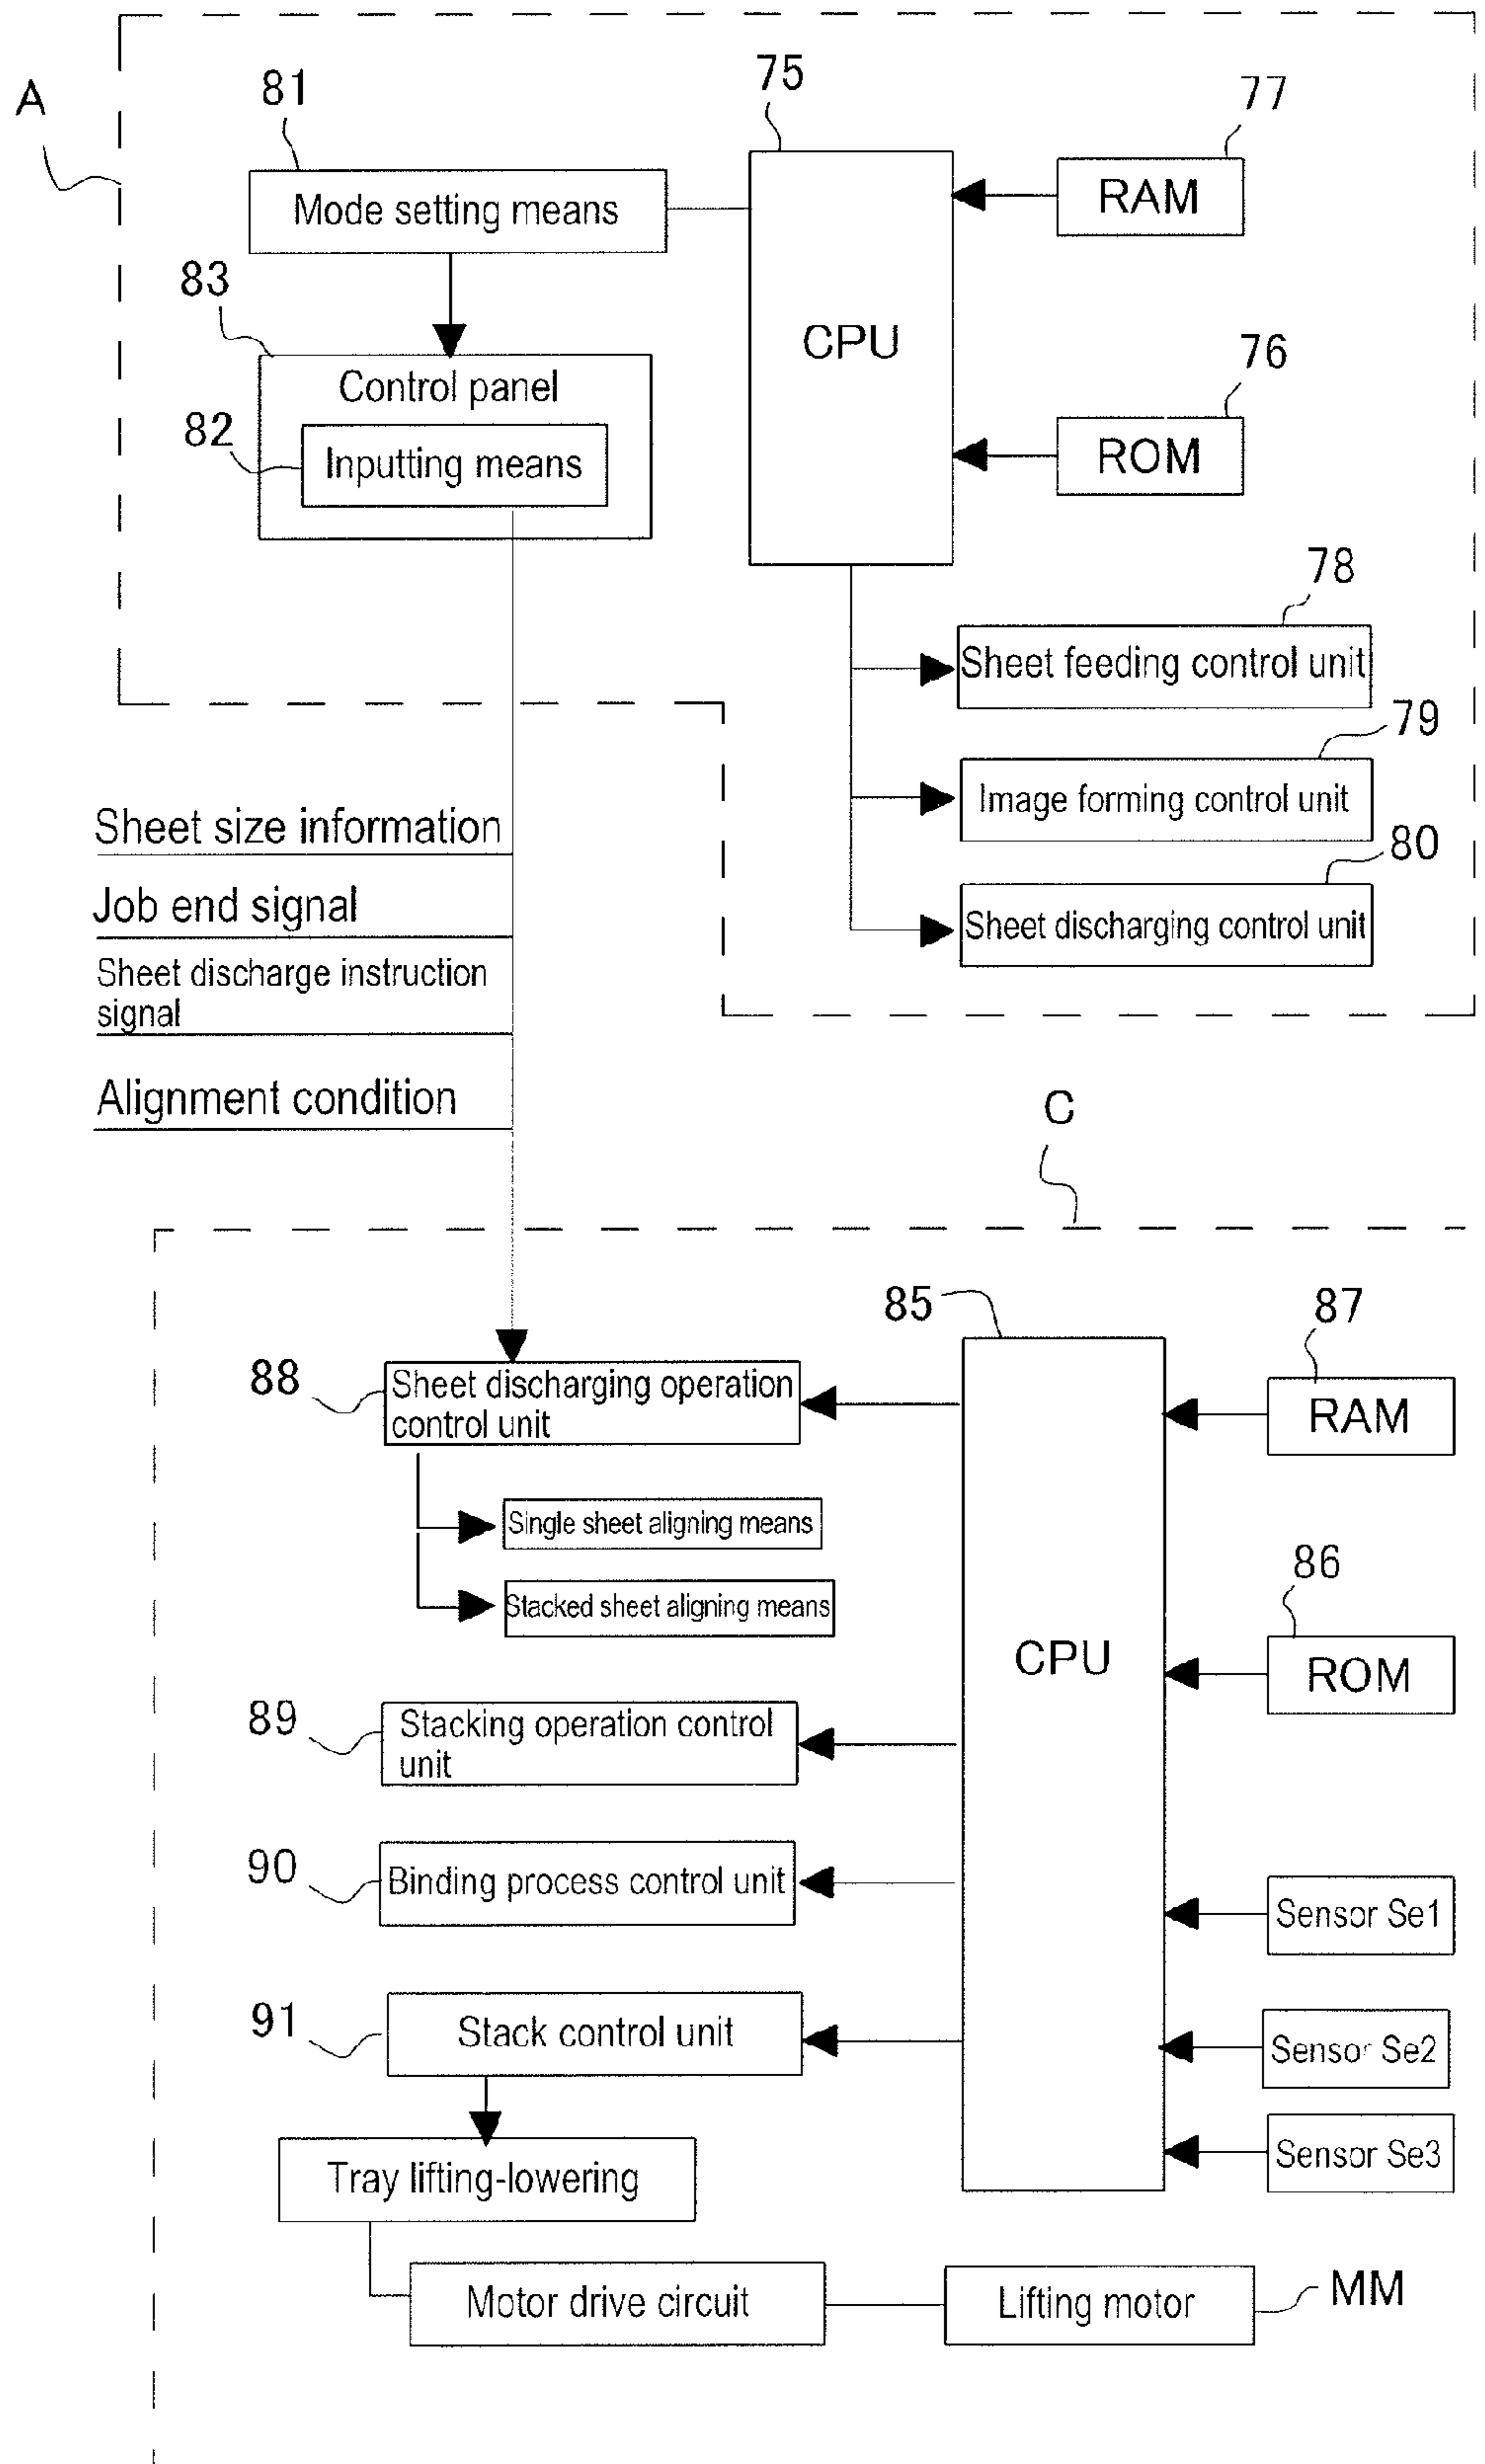 A
81
75
77
Mode setting means
RAM
83
CPU
76
Control panel
82
Inputting means
ROM
78
Sheet feeding control unit
79
Image forming control unit
80
Sheet discharging control unit
Sheet size information
Job end signal
Sheet discharge instruction
signal
Alignment condition
C
85
87
88
Sheet discharging operation
control unit
RAM
Single sheet aligning means
86
Stacked sheet aligning means
CPU
ROM
89
Stacking operation control
unit
90
Binding process control unit
Sensor Se1
91
Stack control unit
Sensor Se2
Sensor Se3
Tray lifting-lowering
Motor drive circuit
Lifting motor
MM